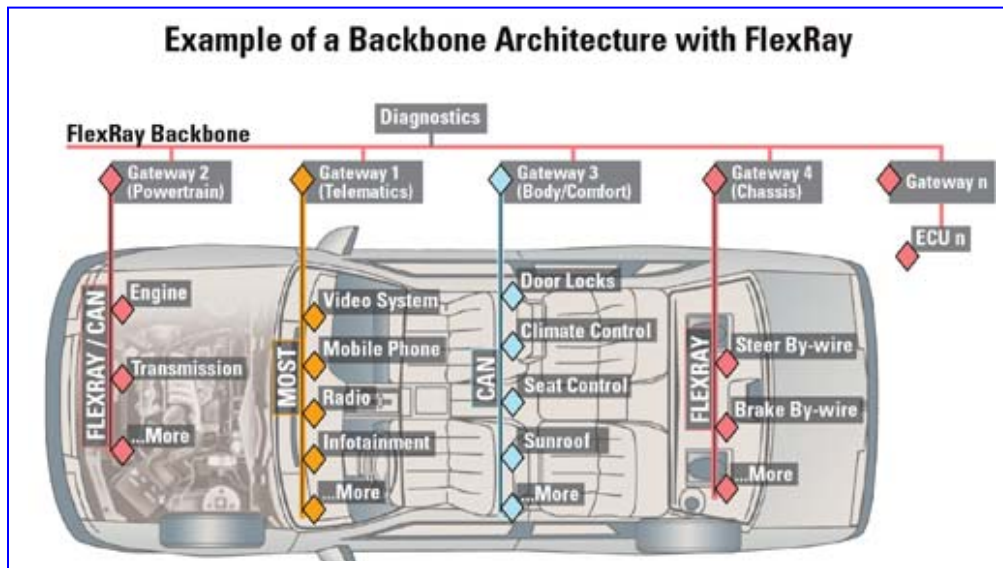 Example of a Backbone Architecture with FlexRay
Diagnostics
FlexRay Backbone
Gateway 2
(Powertrain)
Gateway 1
(Telematics)
Gateway 3
(Body/Comfort)
Gateway 4
(Chassis)
Gateway n
ECU n
FLEXRAY / CAN
Engine
Transmission
...More
MOST
Video System
Mobile Phone
Radio
Infotainment
...More
CAN
Door Locks
Climate Control
Seat Control
Sunroof
...More
FLEXRAY
Steer By-wire
Brake By-wire
...More